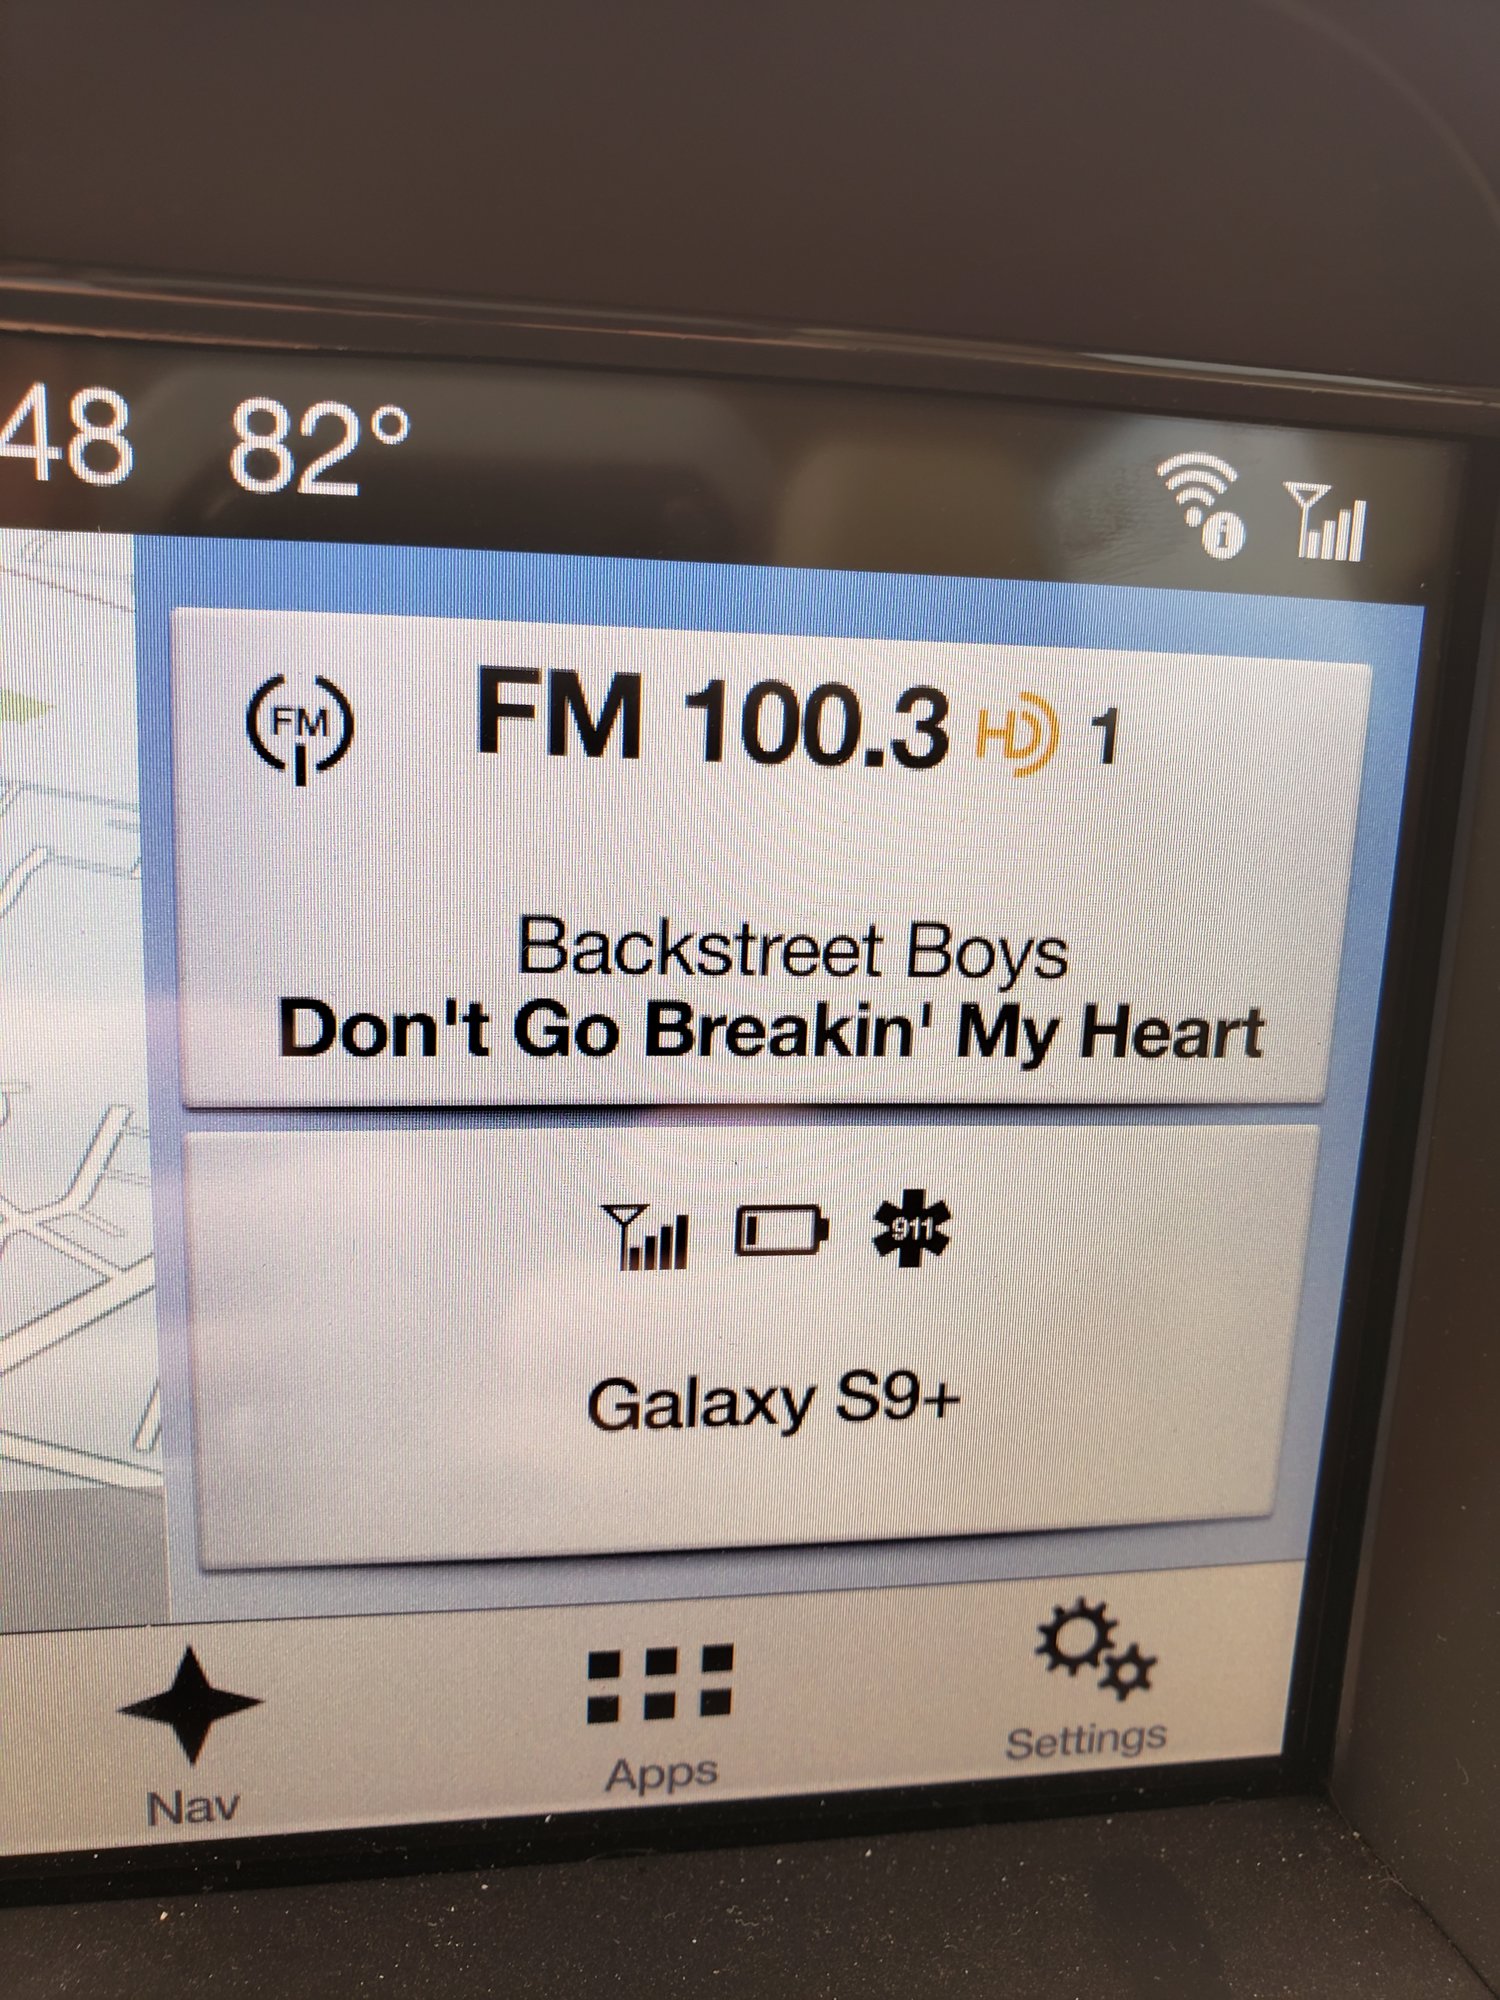 48 82°
FM
FM 100.3 HD 1
Backstreet Boys
Don't Go Breakin' My Heart
911
Galaxy S9+
Nav
Apps
Settings